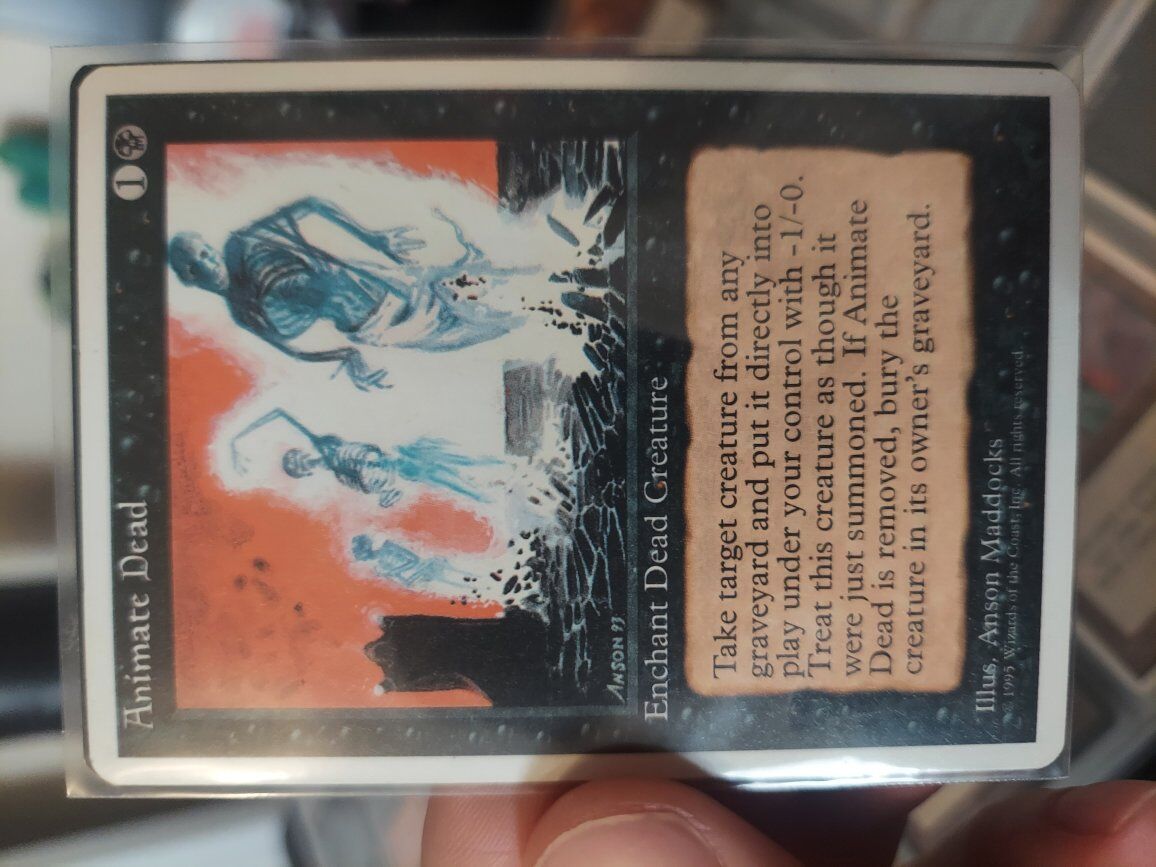 Animate Dead
1
ANSON 93
Enchant Dead Creature
Take target creature from any
graveyard and put it directly into
play under your control with -1/-0.
Treat this creature as though it
were just summoned. If Animate
Dead is removed, bury the
creature in its owner's graveyard.
Illus. Anson Maddocks
© 1995 Wizards of the Coast, Inc. All rights reserved.